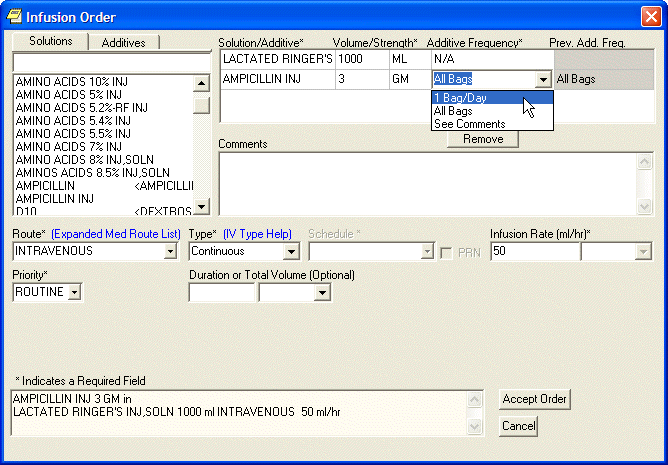 Infusion Order
Solutions Additives
AMINO ACIDS 10% INJ
AMINO ACIDS 5% INJ
AMINO ACIDS 5.2%-RF INJ
AMINO ACIDS 5.4% INJ
AMINO ACIDS 5.5% INJ
AMINO ACIDS 7% INJ
AMINO ACIDS 8% INJ,SOLN
AMINOS ACIDS 8.5% INJ,SOLN
AMPICILLIN <AMPICILLI
AMPICILLIN INJ
D10 <DEXTROS
Solution/Additive* Volume/Strength* Additive Frequency* Prev. Add. Freq.
LACTATED RINGER'S 1000 ML N/A
AMPICILLIN INJ 3 GM All Bags All Bags
1 Bag/Day
All Bags
See Comments
Remove
Comments
Route* (Expanded Med Route List) Type* (IV Type Help) Schedule * Infusion Rate (ml/hr)*
INTRAVENOUS Continuous PRN 50
Priority* Duration or Total Volume (Optional)
ROUTINE
* Indicates a Required Field
AMPICILLIN INJ 3 GM in
LACTATED RINGER'S INJ,SOLN 1000 ml INTRAVENOUS 50 ml/hr
Accept Order
Cancel